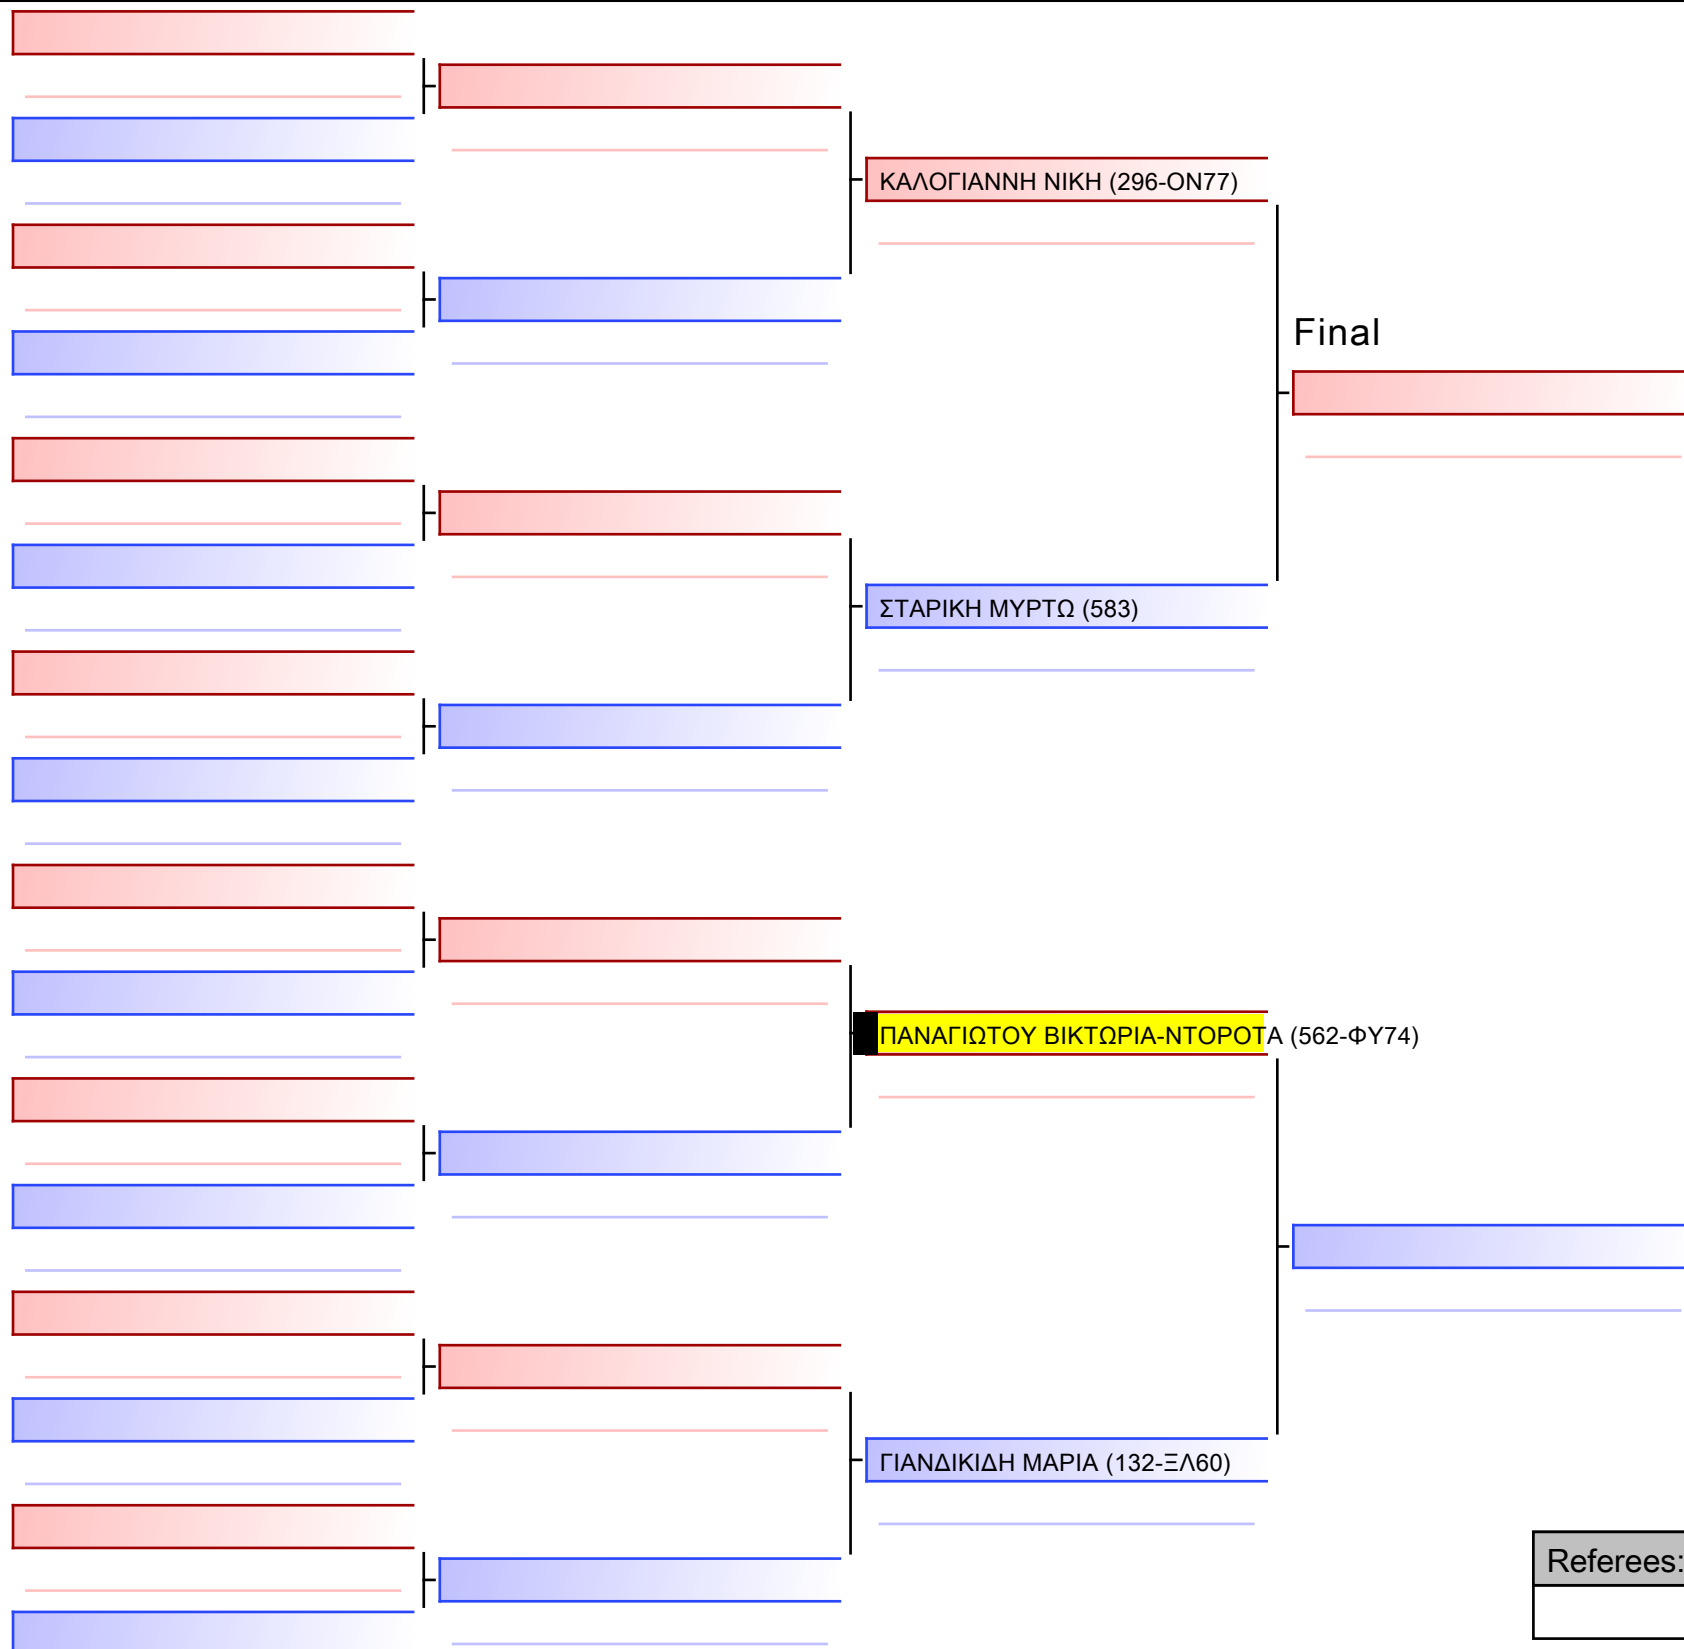 ΚΑΛΟΓΙΑΝΝΗ ΝΙΚΗ (296-ΟΝ77)
Final
ΣΤΑΡΙΚΗ ΜΥΡΤΩ (583)
ΠΑΝΑΓΙΩΤΟΥ ΒΙΚΤΩΡΙΑ-ΝΤΟΡΟΤΑ (562-ΦΥ74)
ΓΙΑΝΔΙΚΙΔΗ ΜΑΡΙΑ (132-ΞΛ60)
Referees: